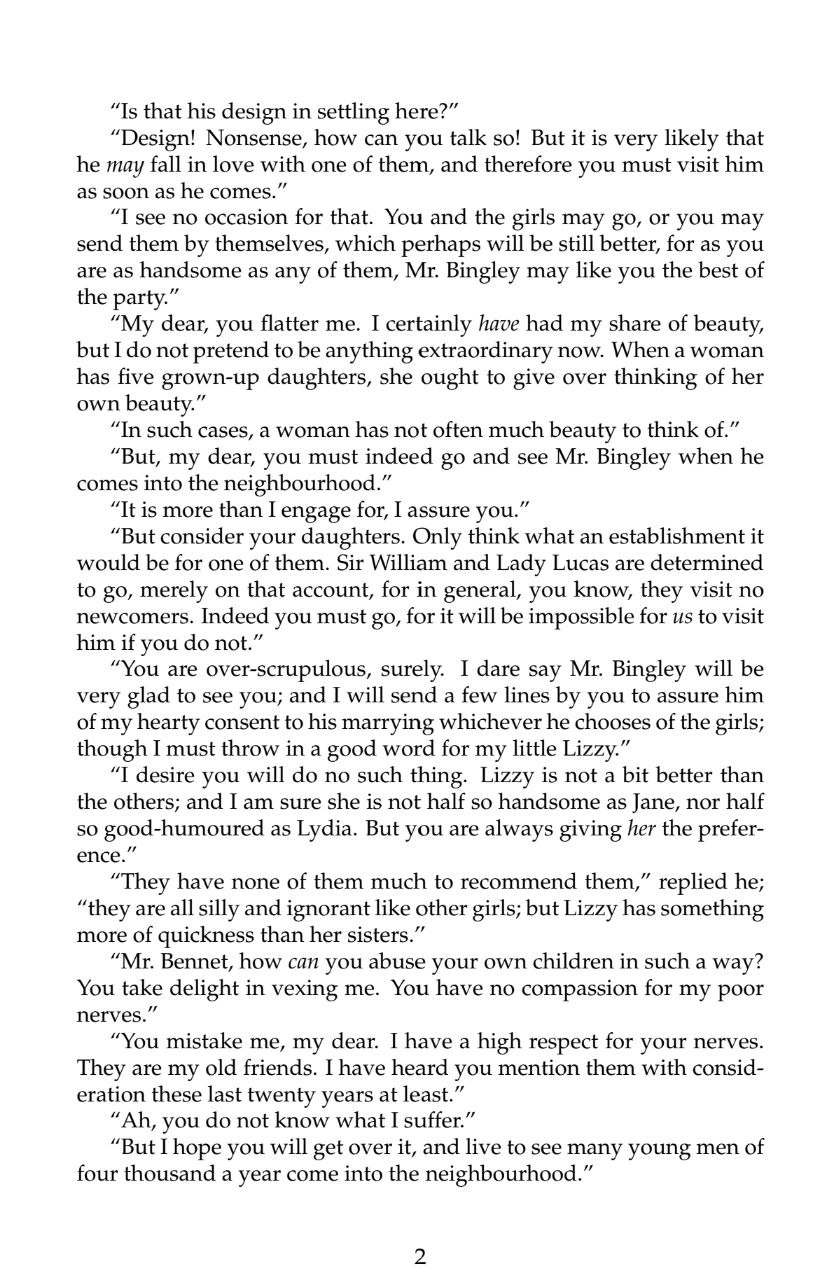 “Is that his design in settling here?”
“Design! Nonsense, how can you talk so! But it is very likely that
he may fall in love with one of them, and therefore you must visit him
as soon as he comes.”
“I see no occasion for that. You and the girls may go, or you may
send them by themselves, which perhaps will be still better, for as you
are as handsome as any of them, Mr. Bingley may like you the best of
the party.”
“My dear, you flatter me. I certainly have had my share of beauty,
but I do not pretend to be anything extraordinary now. When a woman
has five grown-up daughters, she ought to give over thinking of her
own beauty.”
“In such cases, a woman has not often much beauty to think of.”
“But, my dear, you must indeed go and see Mr. Bingley when he
comes into the neighbourhood.”
“It is more than I engage for, I assure you.”
“But consider your daughters. Only think what an establishment it
would be for one of them. Sir William and Lady Lucas are determined
to go, merely on that account, for in general, you know, they visit no
newcomers. Indeed you must go, for it will be impossible for us to visit
him if you do not.”
“You are over-scrupulous, surely. I dare say Mr. Bingley will be
very glad to see you; and I will send a few lines by you to assure him
of my hearty consent to his marrying whichever he chooses of the girls;
though I must throw in a good word for my little Lizzy.”
“I desire you will do no such thing. Lizzy is not a bit better than
the others; and I am sure she is not half so handsome as Jane, nor half
so good-humoured as Lydia. But you are always giving her the prefer-
ence.”
“They have none of them much to recommend them,” replied he;
“they are all silly and ignorant like other girls; but Lizzy has something
more of quickness than her sisters.”
“Mr. Bennet, how can you abuse your own children in such a way?
You take delight in vexing me. You have no compassion for my poor
nerves.”
“You mistake me, my dear. I have a high respect for your nerves.
They are my old friends. I have heard you mention them with consid-
eration these last twenty years at least.”
“Ah, you do not know what I suffer.”
“But I hope you will get over it, and live to see many young men of
four thousand a year come into the neighbourhood.”
2